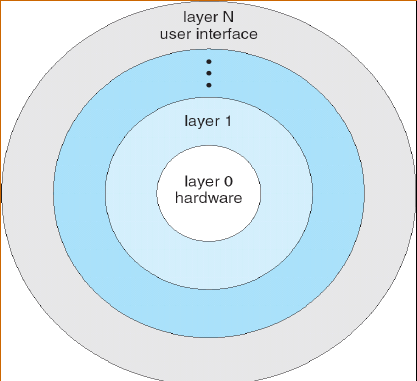 layer N
user interface
layer 1
layer 0
hardware